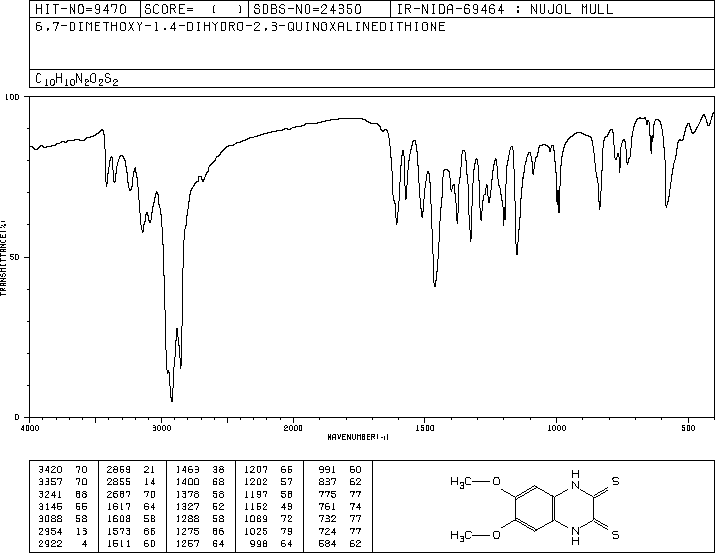 HIT-NO=9470 SCORE= ( ) SDBS-NO=24350 IR-NIDA-69464 : NUJOL MULL
6,7-DIMETHOXY-1,4-DIHYDRO-2,3-QUINOXALINEDITHIONE
C10H10N2O2S2
100
50
0
TRANSMITTANCE(%)
4000 3000 2000 1500 1000 500
WAVENUMBER(-1)
3420 70 2869 21 1463 38 1207 66 991 60
3357 70 2855 14 1400 68 1202 57 837 62
3241 68 2687 70 1378 58 1197 58 775 77
3145 55 1617 64 1327 52 1152 49 761 74
3088 58 1608 58 1288 58 1089 72 732 77
2954 13 1573 66 1275 66 1025 79 724 77
2922 4 1511 60 1257 64 998 64 584 62
H3C O H N S
H3C O N H S